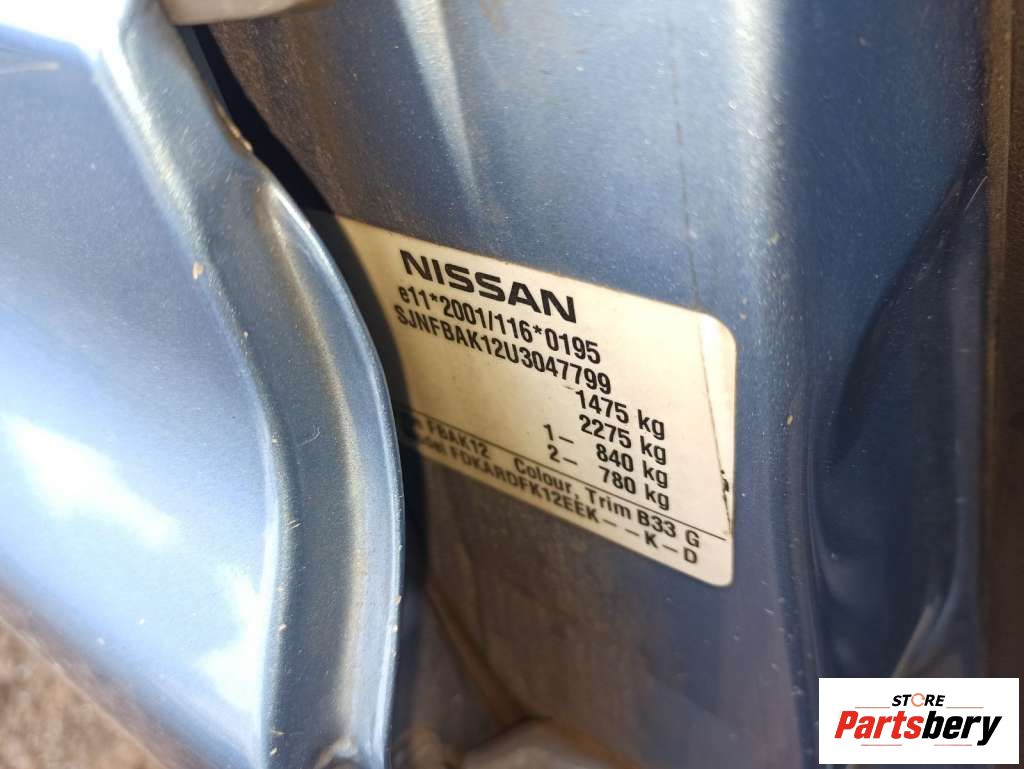 NISSAN
e11*2001/116*0195
SJNFBAK12U3047799
1475 kg
2275 kg
1- 840 kg
2- 780 kg
FBAK12 Colour, Trim B33 G
FDKARDFK12EEK--K-D
STORE
Partsbery